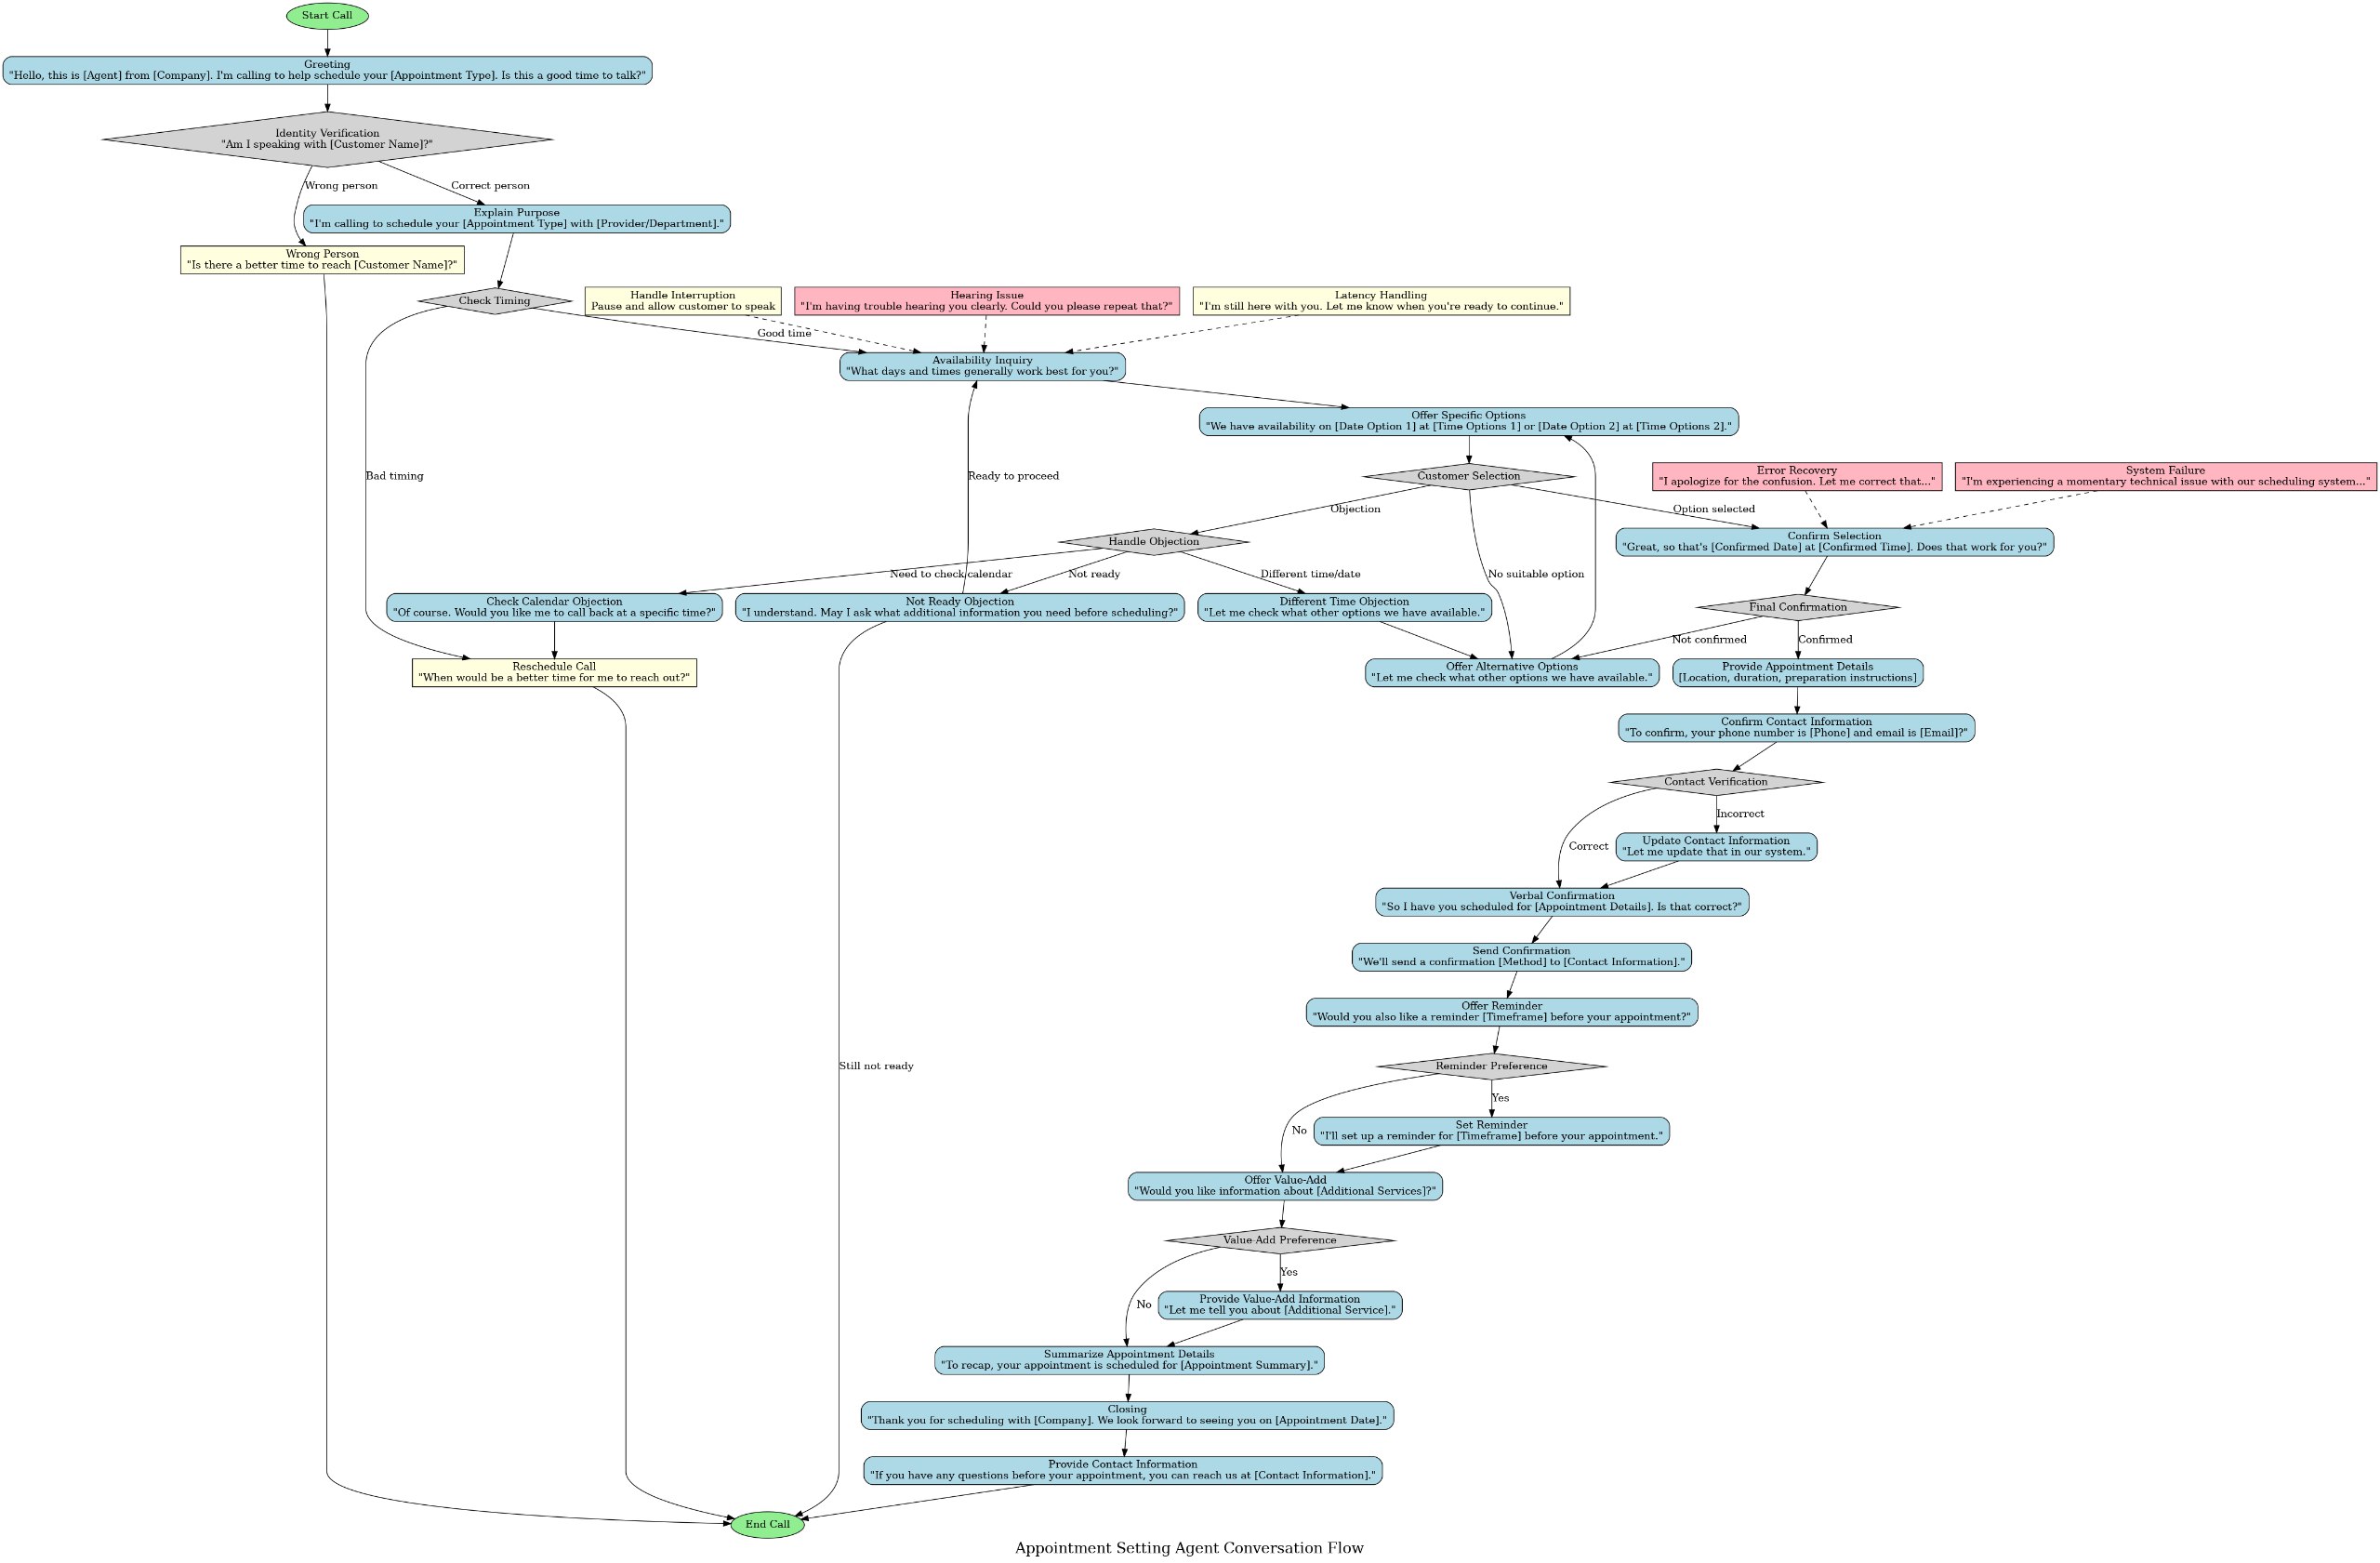 Start Call
Greeting
"Hello, this is [Agent] from [Company]. I'm calling to help schedule your [Appointment Type]. Is this a good time to talk?"
Identity Verification
"Am I speaking with [Customer Name]?"
Wrong person
Correct person
Explain Purpose
"I'm calling to schedule your [Appointment Type] with [Provider/Department]."
Wrong Person
"Is there a better time to reach [Customer Name]?"
Check Timing
Handle Interruption
Pause and allow customer to speak
Hearing Issue
"I'm having trouble hearing you clearly. Could you please repeat that?"
Latency Handling
"I'm still here with you. Let me know when you're ready to continue."
Good time
Availability Inquiry
"What days and times generally work best for you?"
Offer Specific Options
"We have availability on [Date Option 1] at [Time Options 1] or [Date Option 2] at [Time Options 2]."
Bad timing
Ready to proceed
Customer Selection
Error Recovery
"I apologize for the confusion. Let me correct that..."
System Failure
"I'm experiencing a momentary technical issue with our scheduling system..."
Objection
Option selected
Handle Objection
Confirm Selection
"Great, so that's [Confirmed Date] at [Confirmed Time]. Does that work for you?"
Need to check calendar
Not ready
Different time/date
No suitable option
Check Calendar Objection
"Of course. Would you like me to call back at a specific time?"
Not Ready Objection
"I understand. May I ask what additional information you need before scheduling?"
Different Time Objection
"Let me check what other options we have available."
Final Confirmation
Not confirmed
Confirmed
Reschedule Call
"When would be a better time for me to reach out?"
Offer Alternative Options
"Let me check what other options we have available."
Provide Appointment Details
[Location, duration, preparation instructions]
Confirm Contact Information
"To confirm, your phone number is [Phone] and email is [Email]?"
Contact Verification
Incorrect
Correct
Update Contact Information
"Let me update that in our system."
Verbal Confirmation
"So I have you scheduled for [Appointment Details]. Is that correct?"
Send Confirmation
"We'll send a confirmation [Method] to [Contact Information]."
Offer Reminder
"Would you also like a reminder [Timeframe] before your appointment?"
Still not ready
Reminder Preference
Yes
No
Set Reminder
"I'll set up a reminder for [Timeframe] before your appointment."
Offer Value-Add
"Would you like information about [Additional Services]?"
Value-Add Preference
Yes
No
Provide Value-Add Information
"Let me tell you about [Additional Service]."
Summarize Appointment Details
"To recap, your appointment is scheduled for [Appointment Summary]."
Closing
"Thank you for scheduling with [Company]. We look forward to seeing you on [Appointment Date]."
Provide Contact Information
"If you have any questions before your appointment, you can reach us at [Contact Information]."
End Call
Appointment Setting Agent Conversation Flow